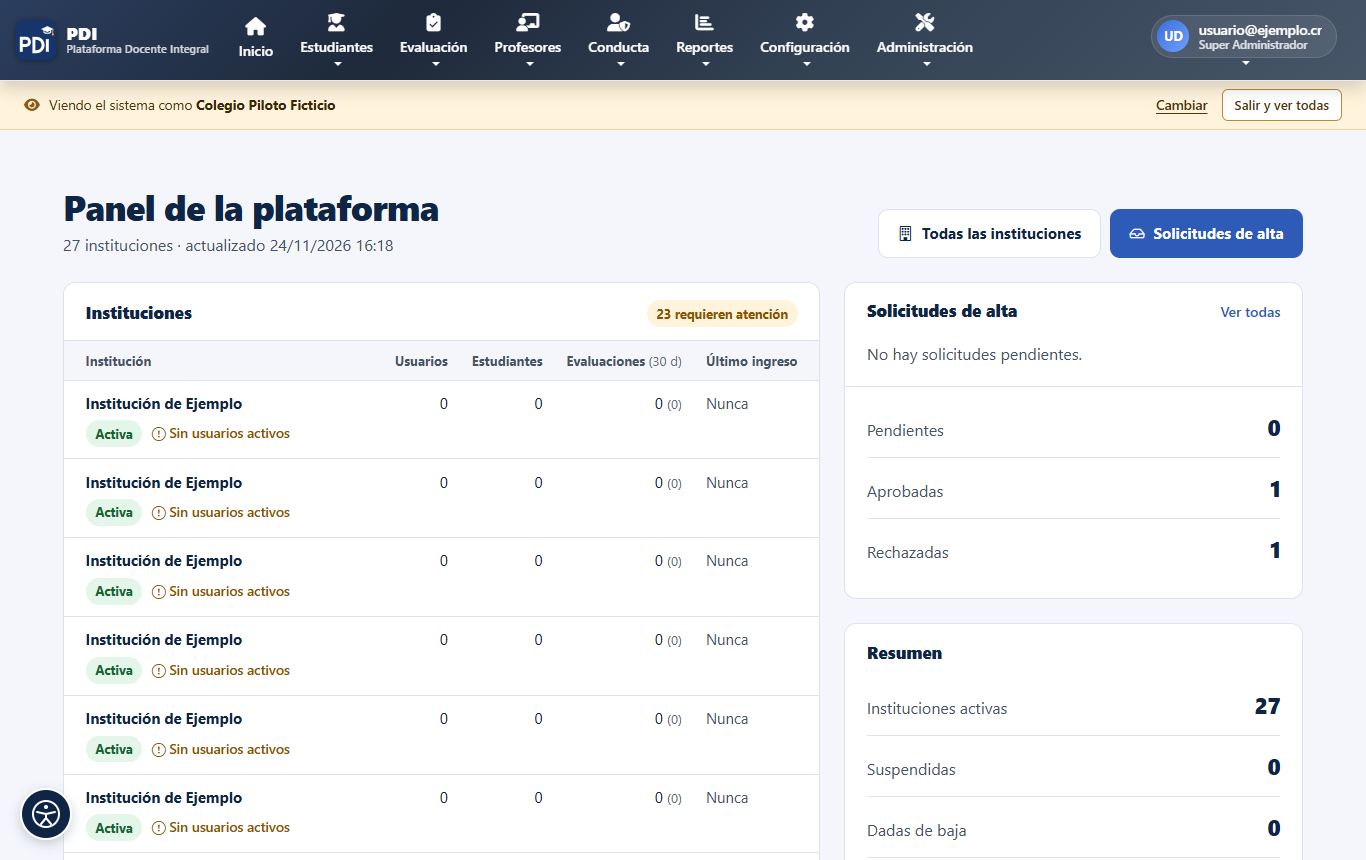 PDI
PDI
Plataforma Docente Integral
Inicio
Estudiantes
Evaluación
Profesores
Conducta
Reportes
Configuración
Administración
UD
usuario@ejemplo.cr
Super Administrador
Viendo el sistema como Colegio Piloto Ficticio
Cambiar
Salir y ver todas
Panel de la plataforma
27 instituciones · actualizado 24/11/2026 16:18
Todas las instituciones
Solicitudes de alta
Instituciones
23 requieren atención
Institución Usuarios Estudiantes Evaluaciones (30 d) Último ingreso
Institución de Ejemplo 0 0 0 (0) Nunca
Activa Sin usuarios activos
Institución de Ejemplo 0 0 0 (0) Nunca
Activa Sin usuarios activos
Institución de Ejemplo 0 0 0 (0) Nunca
Activa Sin usuarios activos
Institución de Ejemplo 0 0 0 (0) Nunca
Activa Sin usuarios activos
Institución de Ejemplo 0 0 0 (0) Nunca
Activa Sin usuarios activos
Institución de Ejemplo 0 0 0 (0) Nunca
Activa Sin usuarios activos
Solicitudes de alta
Ver todas
No hay solicitudes pendientes.
Pendientes 0
Aprobadas 1
Rechazadas 1
Resumen
Instituciones activas 27
Suspendidas 0
Dadas de baja 0